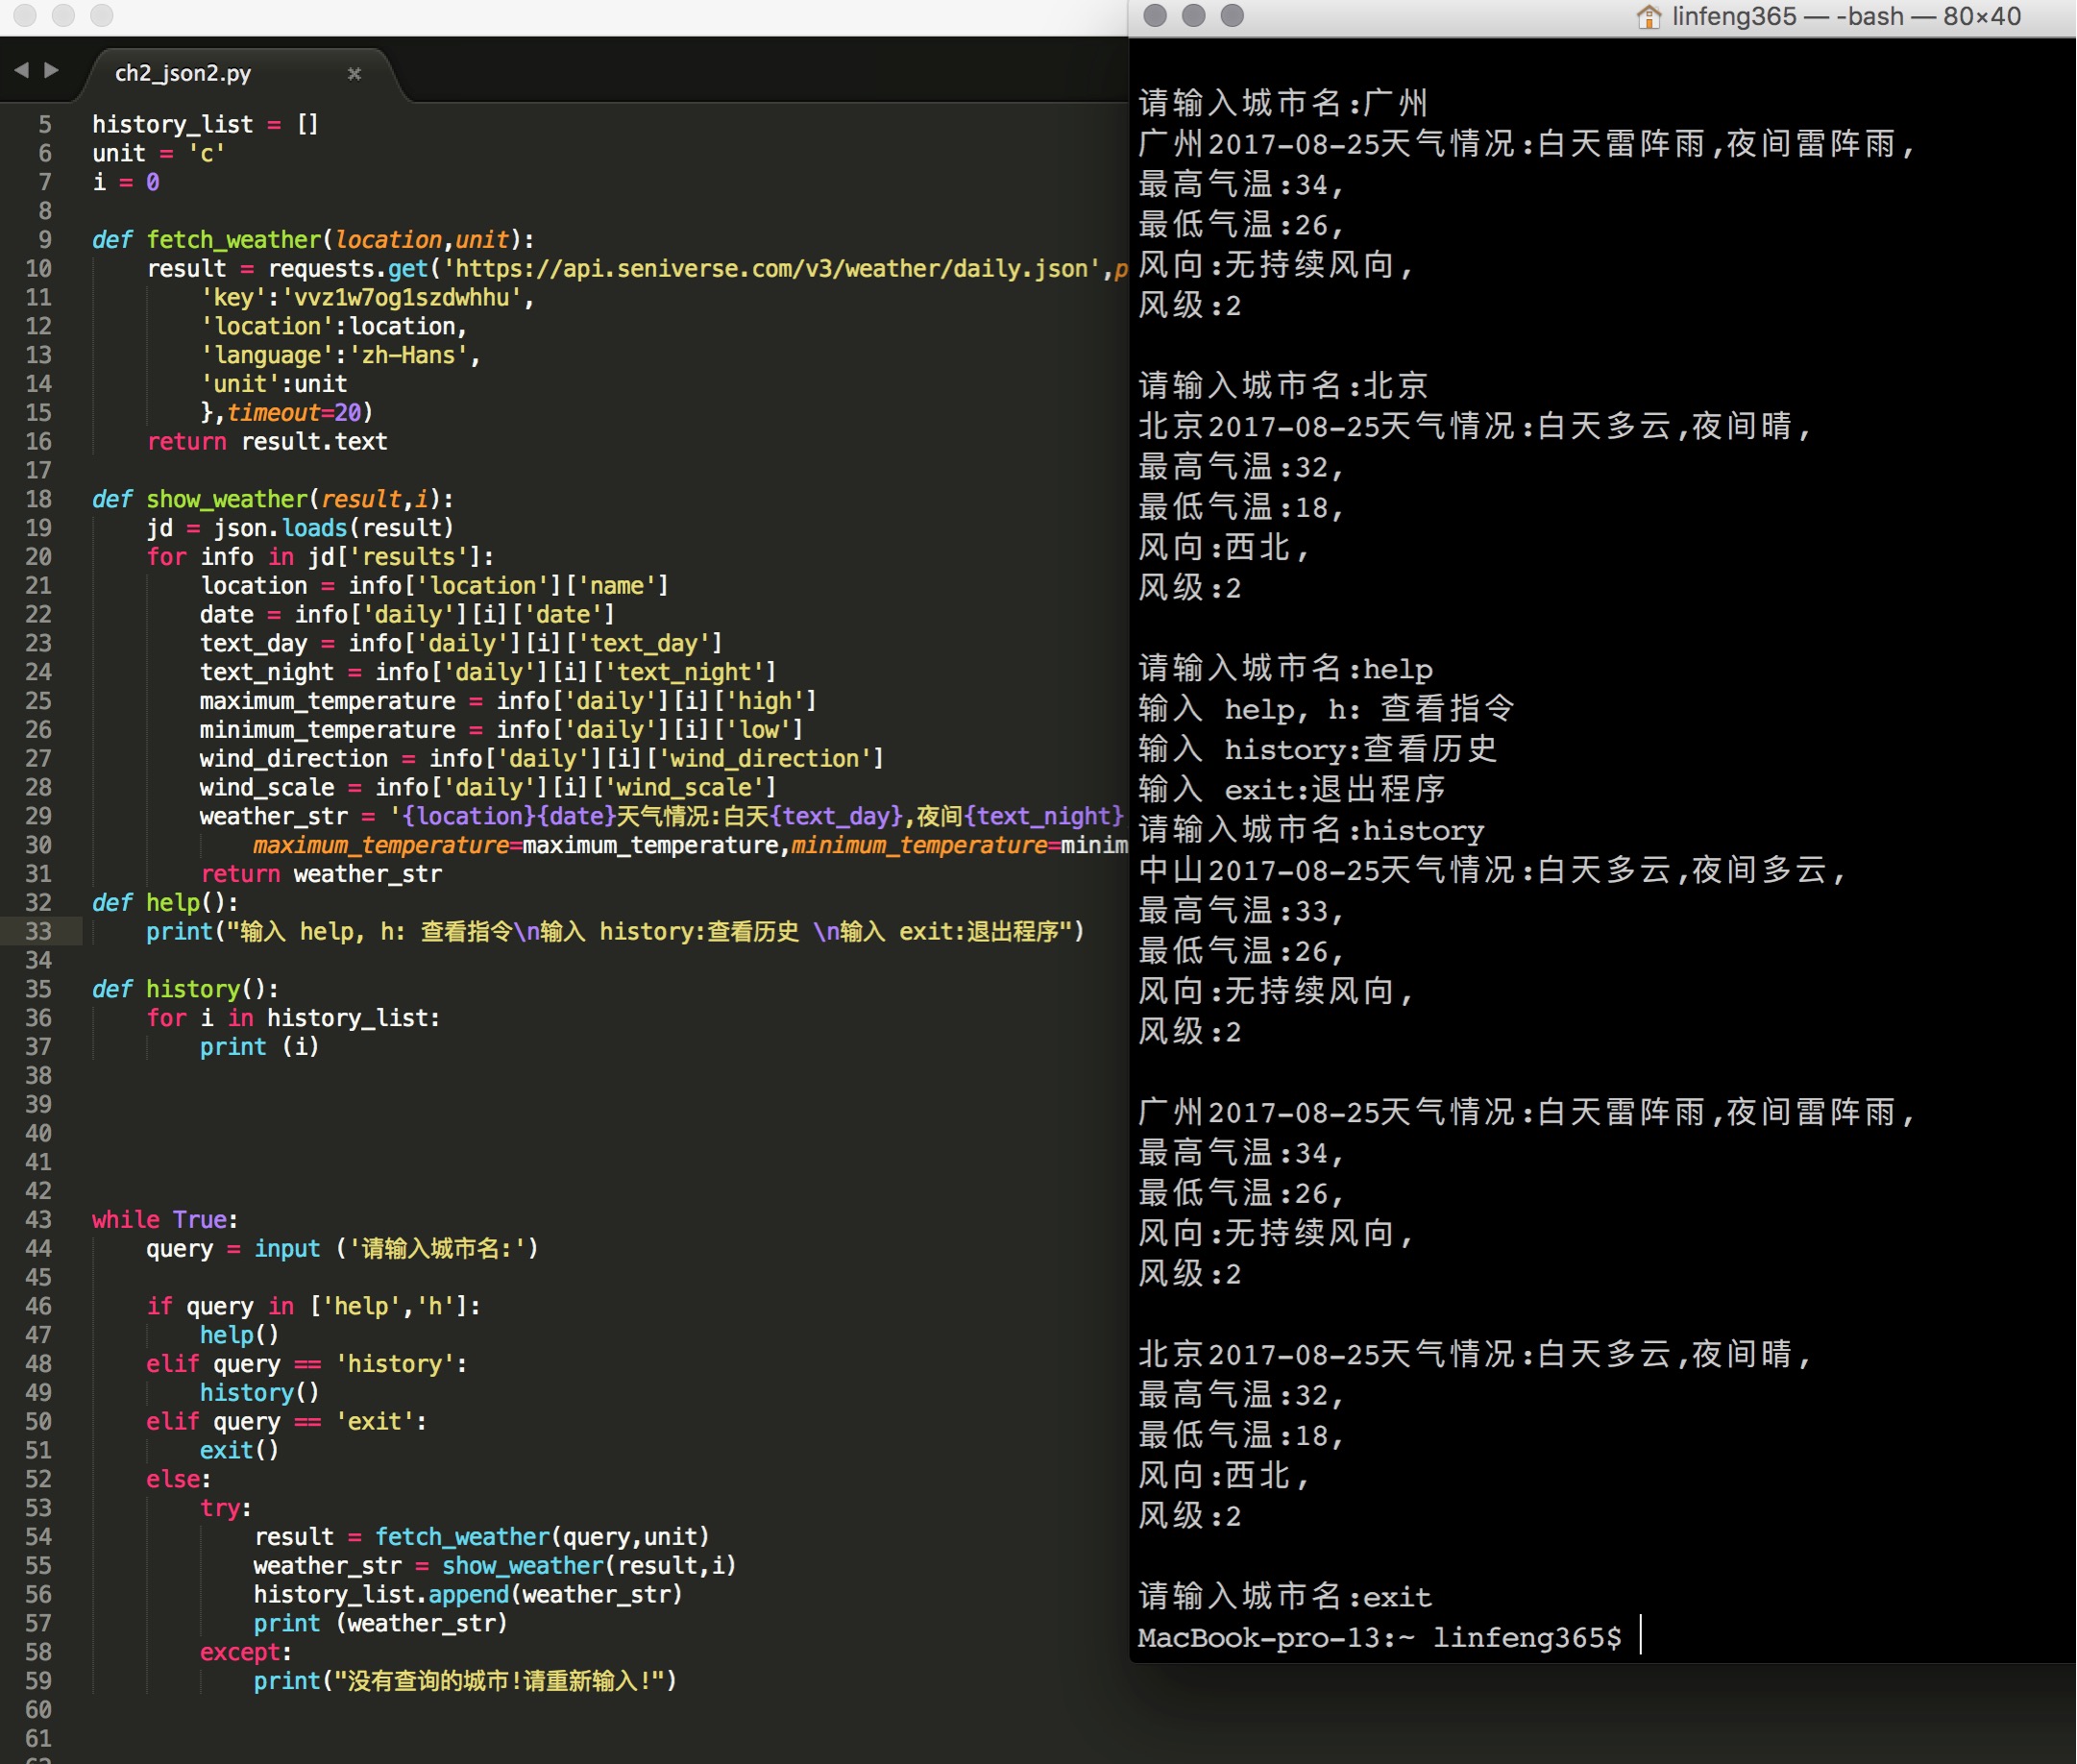 ch2_json2.py
5 history_list = []
6 unit = 'c'
7 i = 0
8
9 def fetch_weather(location,unit):
10 result = requests.get('https://api.seniverse.com/v3/weather/daily.json',p
11 'key':'vvz1w7og1szdwhhu',
12 'location':location,
13 'language':'zh-Hans',
14 'unit':unit
15 },timeout=20)
16 return result.text
17
18 def show_weather(result,i):
19 jd = json.loads(result)
20 for info in jd['results']:
21 location = info['location']['name']
22 date = info['daily'][i]['date']
23 text_day = info['daily'][i]['text_day']
24 text_night = info['daily'][i]['text_night']
25 maximum_temperature = info['daily'][i]['high']
26 minimum_temperature = info['daily'][i]['low']
27 wind_direction = info['daily'][i]['wind_direction']
28 wind_scale = info['daily'][i]['wind_scale']
29 weather_str = '{location}{date}天气情况:白天{text_day},夜间{text_night}
30 maximum_temperature=maximum_temperature,minimum_temperature=minim
31 return weather_str
32 def help():
33 print("输入 help, h: 查看指令\n输入 history:查看历史 \n输入 exit:退出程序")
34
35 def history():
36 for i in history_list:
37 print (i)
38
39
40
41
42
43 while True:
44 query = input ('请输入城市名:')
45
46 if query in ['help','h']:
47 help()
48 elif query == 'history':
49 history()
50 elif query == 'exit':
51 exit()
52 else:
53 try:
54 result = fetch_weather(query,unit)
55 weather_str = show_weather(result,i)
56 history_list.append(weather_str)
57 print (weather_str)
58 except:
59 print("没有查询的城市!请重新输入!")
60
61
linfeng365 — -bash — 80×40
请输入城市名:广州
广州2017-08-25天气情况:白天雷阵雨,夜间雷阵雨,
最高气温:34,
最低气温:26,
风向:无持续风向,
风级:2
请输入城市名:北京
北京2017-08-25天气情况:白天多云,夜间晴,
最高气温:32,
最低气温:18,
风向:西北,
风级:2
请输入城市名:help
输入 help, h: 查看指令
输入 history:查看历史
输入 exit:退出程序
请输入城市名:history
中山2017-08-25天气情况:白天多云,夜间多云,
最高气温:33,
最低气温:26,
风向:无持续风向,
风级:2
广州2017-08-25天气情况:白天雷阵雨,夜间雷阵雨,
最高气温:34,
最低气温:26,
风向:无持续风向,
风级:2
北京2017-08-25天气情况:白天多云,夜间晴,
最高气温:32,
最低气温:18,
风向:西北,
风级:2
请输入城市名:exit
MacBook-pro-13:~ linfeng365$